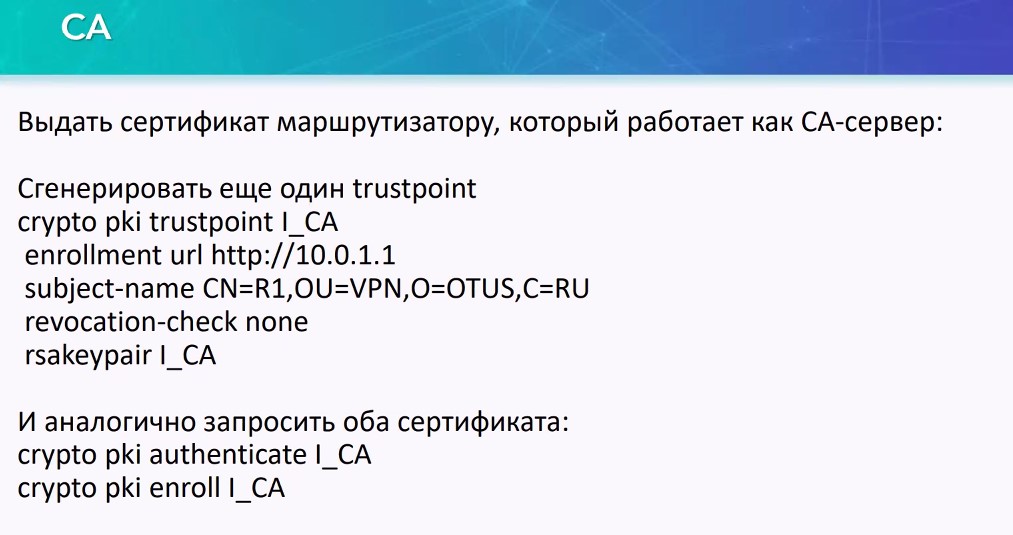 CA
Выдать сертификат маршрутизатору, который работает как CA-сервер:
Сгенерировать еще один trustpoint
crypto pki trustpoint I_CA
enrollment url http://10.0.1.1
subject-name CN=R1,OU=VPN,O=OTUS,C=RU
revocation-check none
rsakeypair I_CA
И аналогично запросить оба сертификата:
crypto pki authenticate I_CA
crypto pki enroll I_CA